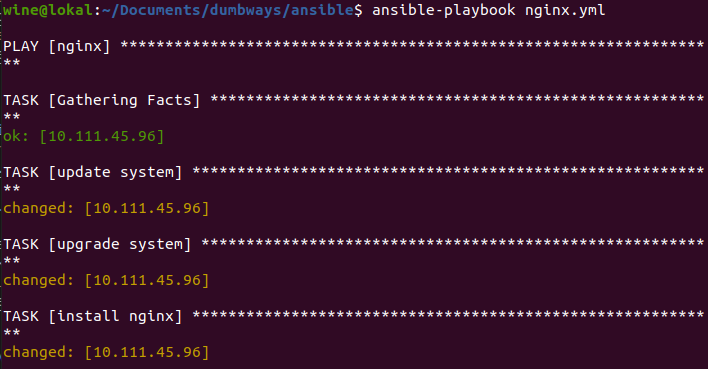 wine@lokal:~/Documents/dumbways/ansible$ ansible-playbook nginx.yml
PLAY [nginx] *****************************************************************
**
TASK [Gathering Facts] *******************************************************
**
ok: [10.111.45.96]
TASK [update system] *********************************************************
**
changed: [10.111.45.96]
TASK [upgrade system] ********************************************************
**
changed: [10.111.45.96]
TASK [install nginx] *********************************************************
**
changed: [10.111.45.96]